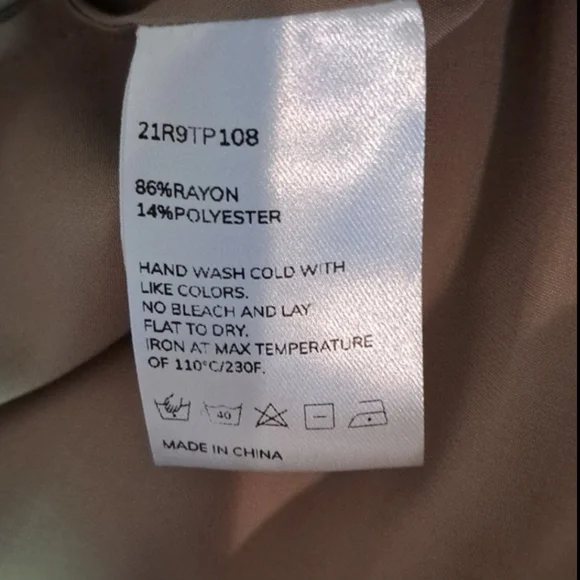 21R9TP108
86%RAYON
14%POLYESTER
HAND WASH COLD WITH
LIKE COLORS.
NO BLEACH AND LAY
FLAT TO DRY.
IRON AT MAX TEMPERATURE
OF 110°C/230F.
40
MADE IN CHINA